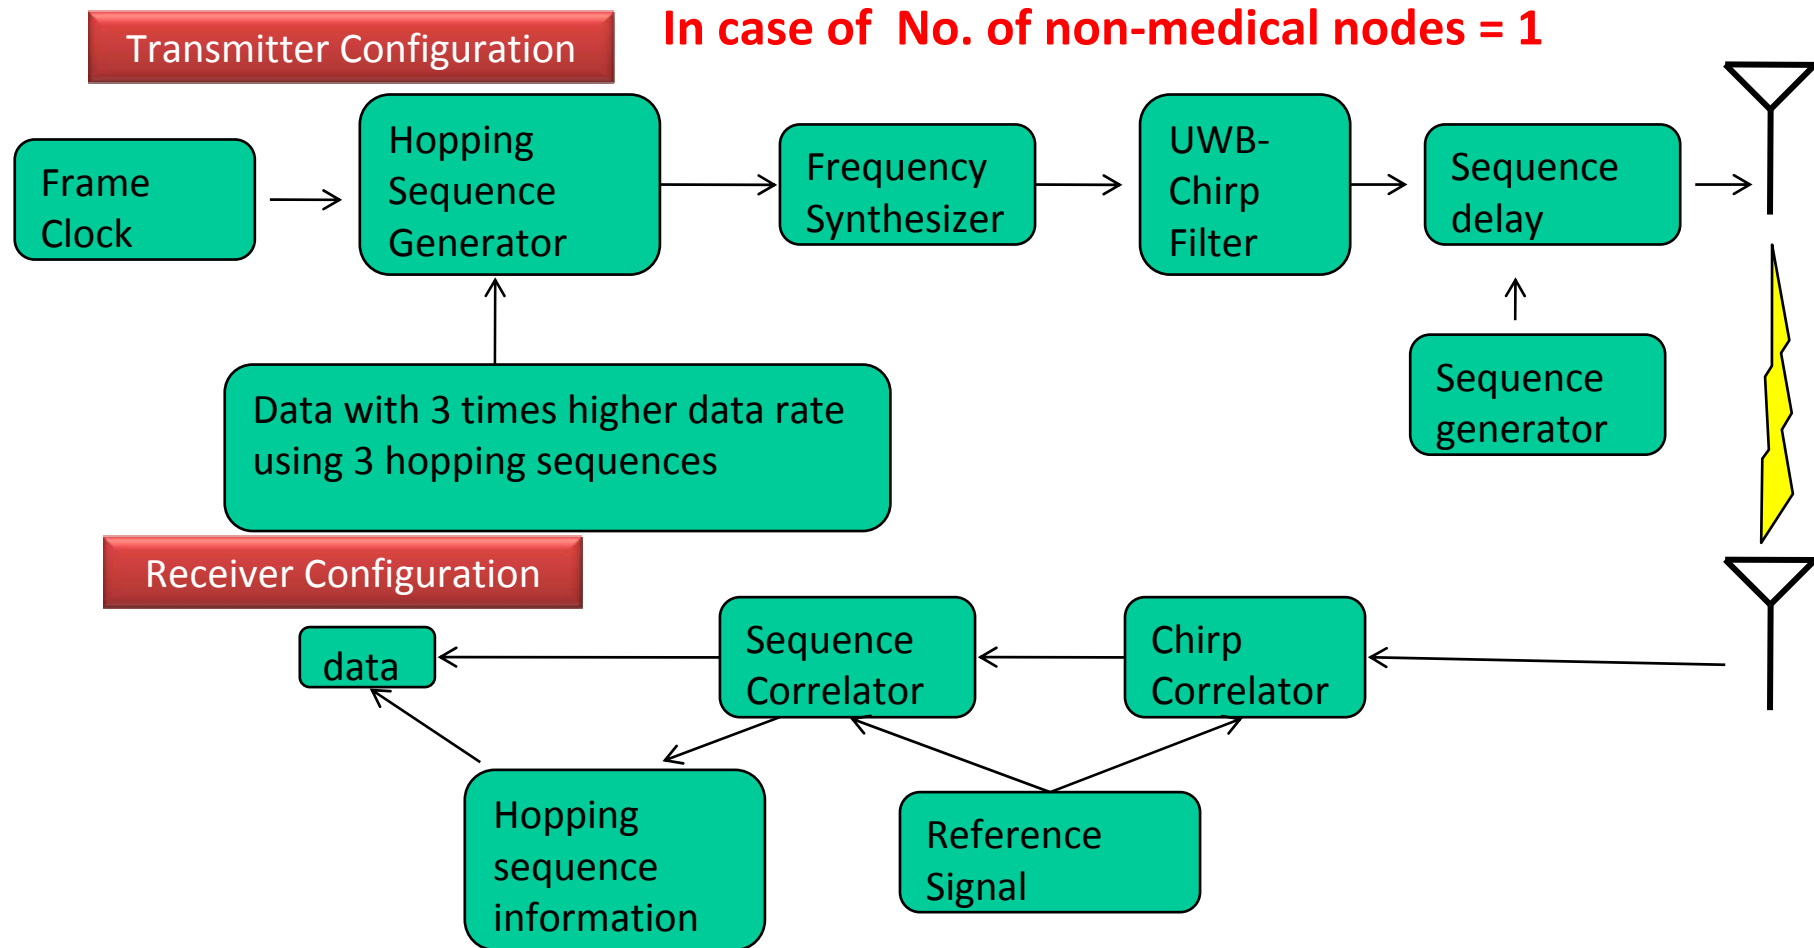 In case of  No. of non-medical nodes = 1
Transmitter Configuration
Frame
Clock
Hopping
Sequence
Generator
Frequency
Synthesizer
UWB-
Chirp
Filter
Sequence
delay
Sequence
generator
Data with 3 times higher data rate
using 3 hopping sequences
Receiver Configuration
data
Sequence
Correlator
Chirp
Correlator
Hopping
sequence
information
Reference
Signal